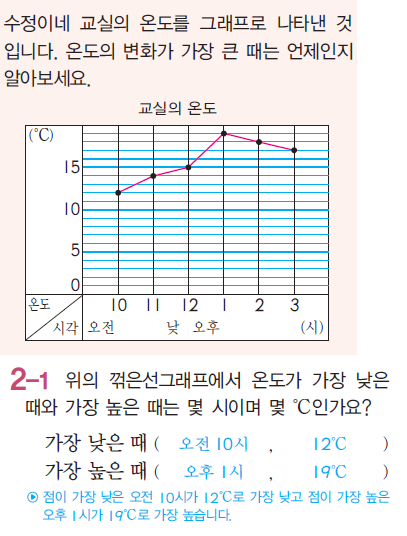 수정이네 교실의 온도를 그래프로 나타낸 것
입니다. 온도의 변화가 가장 큰 때는 언제인지
알아보세요.
교실의 온도
(℃)
15
10
5
0
온도
10 11 12 1 2 3
시각 오전 낮 오후 (시)
2-1 위의 꺾은선그래프에서 온도가 가장 낮은
때와 가장 높은 때는 몇 시이며 몇 ℃인가요?
가장 낮은 때 ( 오전 10시 , 12℃ )
가장 높은 때 ( 오후 1시 , 19℃ )
점이 가장 낮은 오전 10시가 12℃로 가장 낮고 점이 가장 높은
오후 1시가 19℃로 가장 높습니다.